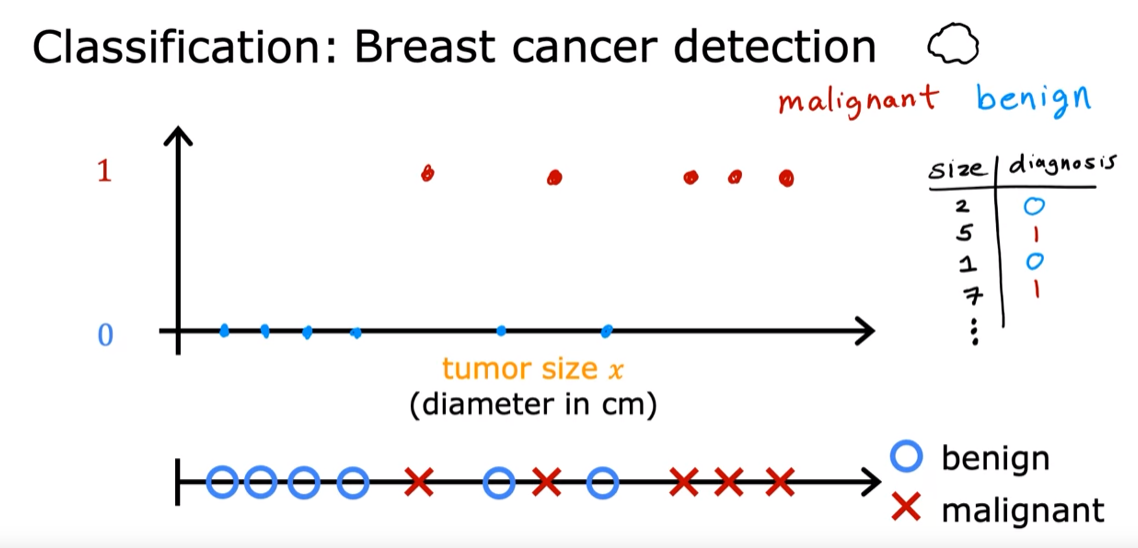 Classification: Breast cancer detection
malignant benign
1
0
size diagnosis
2 0
5 1
1 0
7 1
⋮
tumor size x
(diameter in cm)
benign
malignant